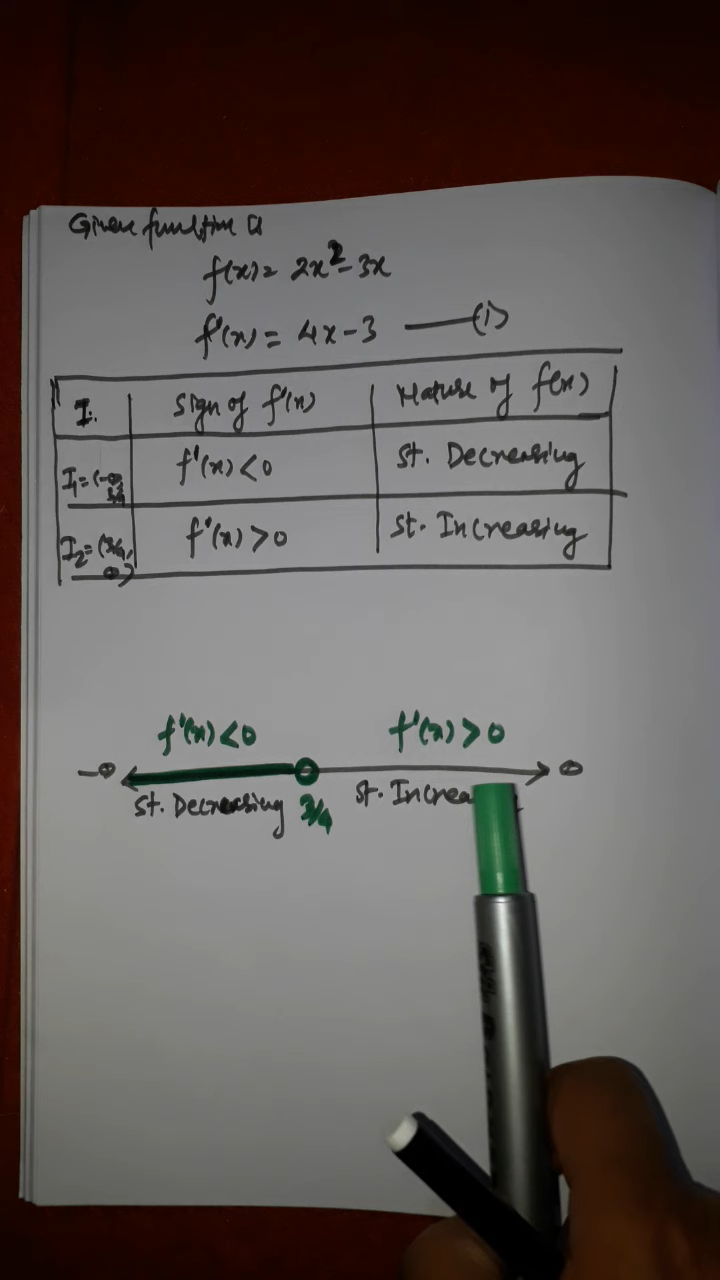 Given function is
f(x) = 2x² - 3x
f'(x) = 4x - 3 —(1)
I. Sign of f'(x) Nature of f(x)
I₁ = (-∞, 3/4) f'(x) < 0 St. Decreasing
I₂ = (3/4, ∞) f'(x) > 0 St. Increasing
f'(x) < 0 f'(x) > 0
-∞ ∞
St. Decreasing 3/4 St. Increa